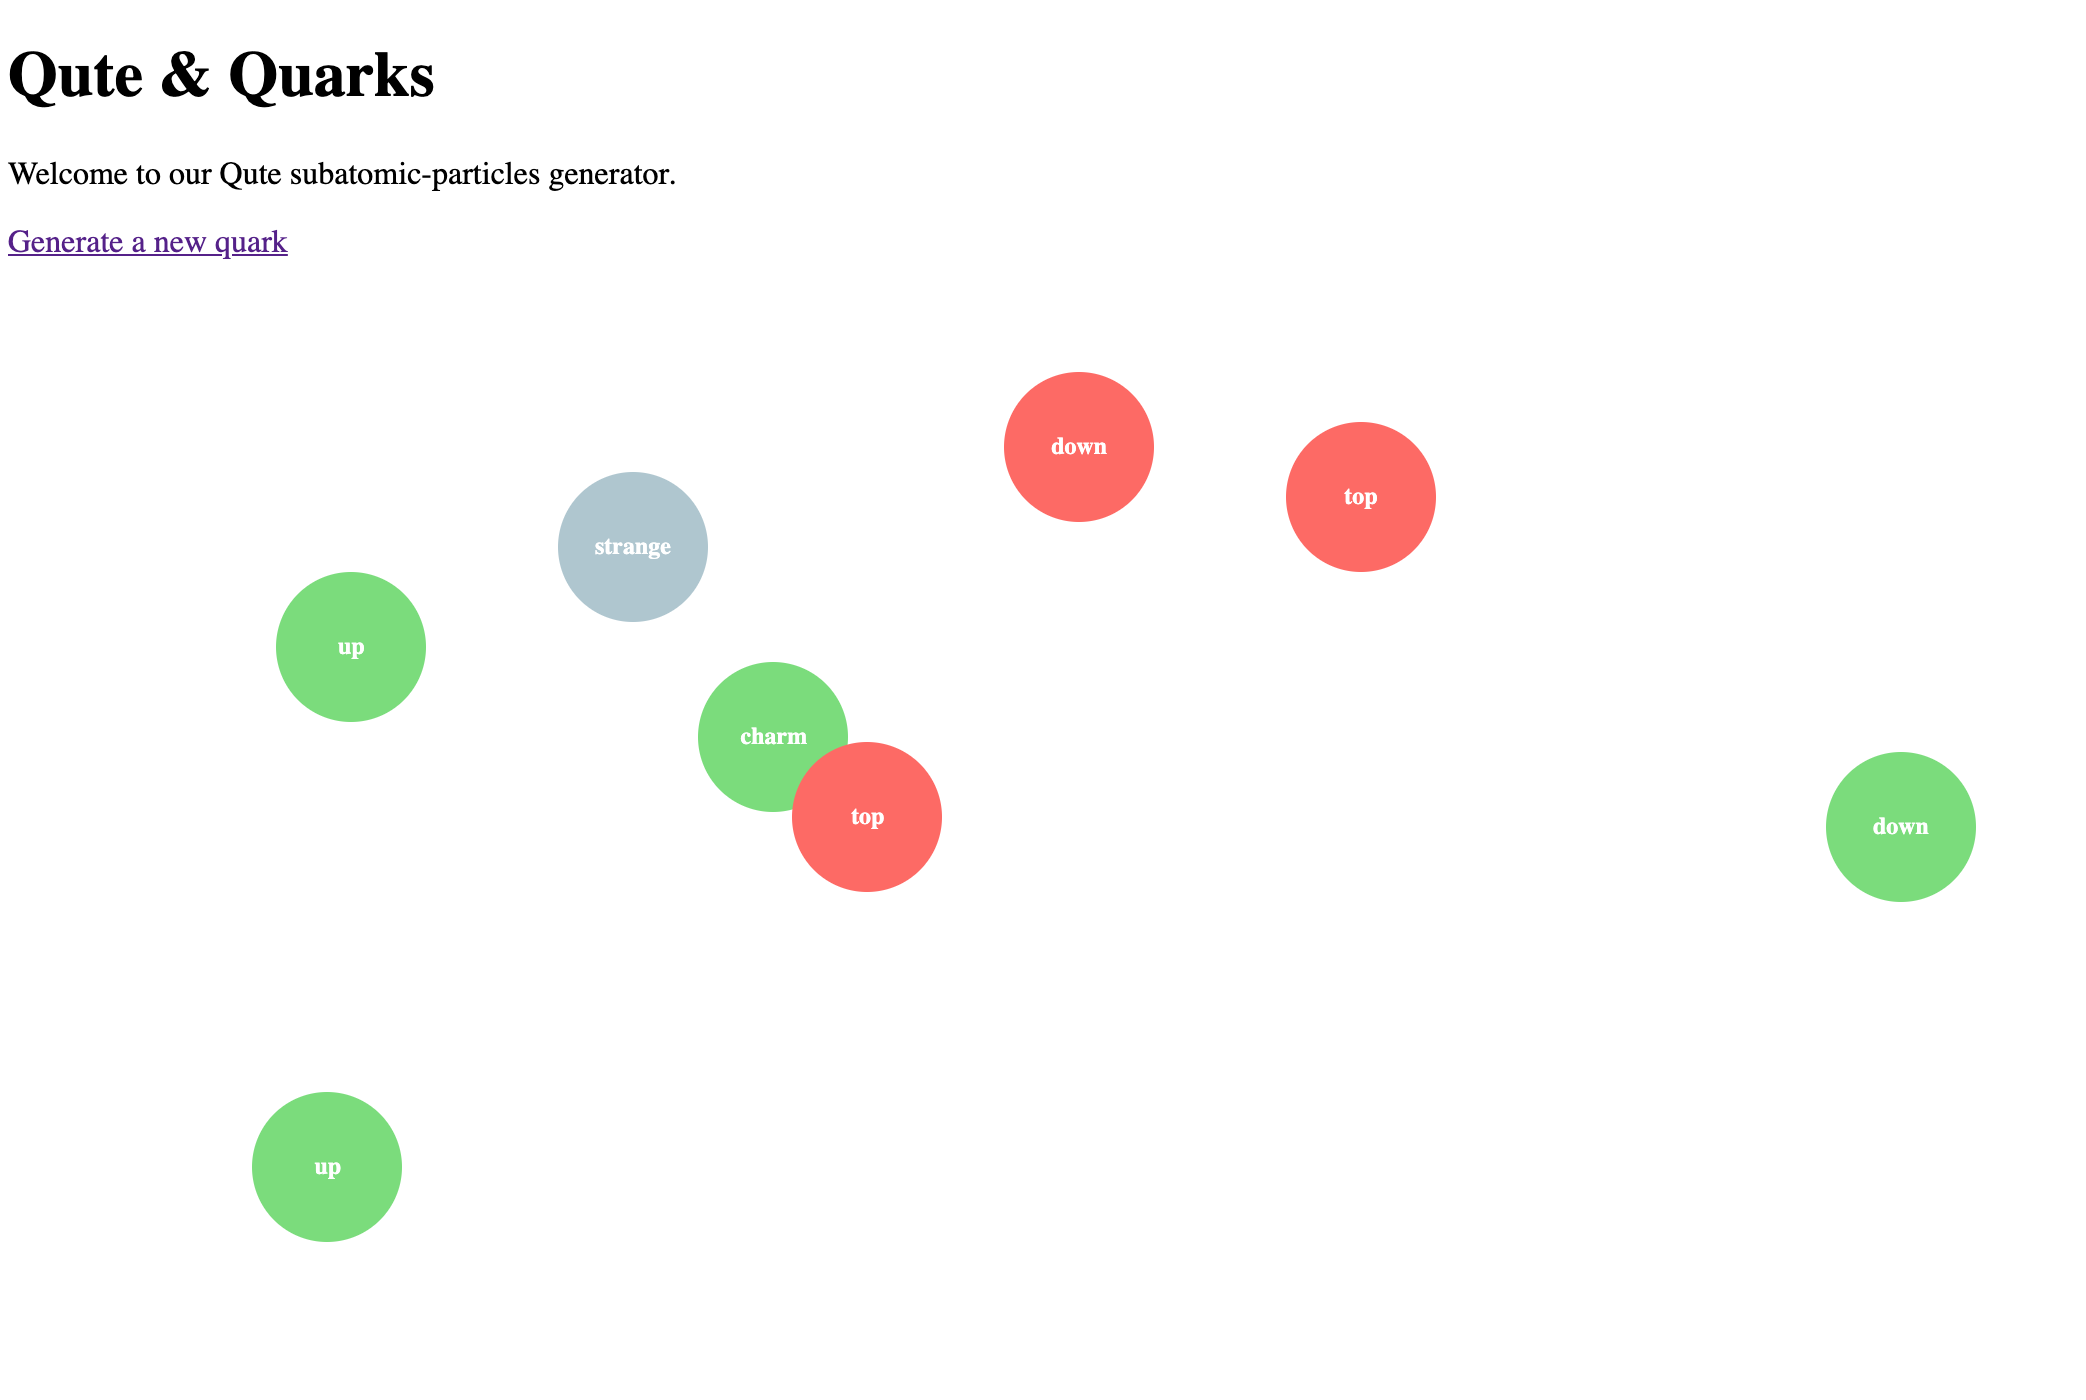 Qute & Quarks
Welcome to our Qute subatomic-particles generator.
Generate a new quark
down
top
strange
up
charm
top
down
up